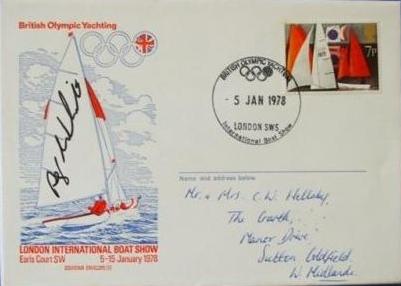 British Olympic Yachting
7p
BRITISH OLYMPIC YACHTING
- 5 JAN 1978
LONDON SW5
International Boat Show
Name and address below
Mr. & Mrs. C. W.
The Garth,
Manor Drive,
Sutton Coldfield,
W. Midlands.
LONDON INTERNATIONAL BOAT SHOW
Earls Court SW 5-15 January 1978
SOUVENIR ENVELOPE